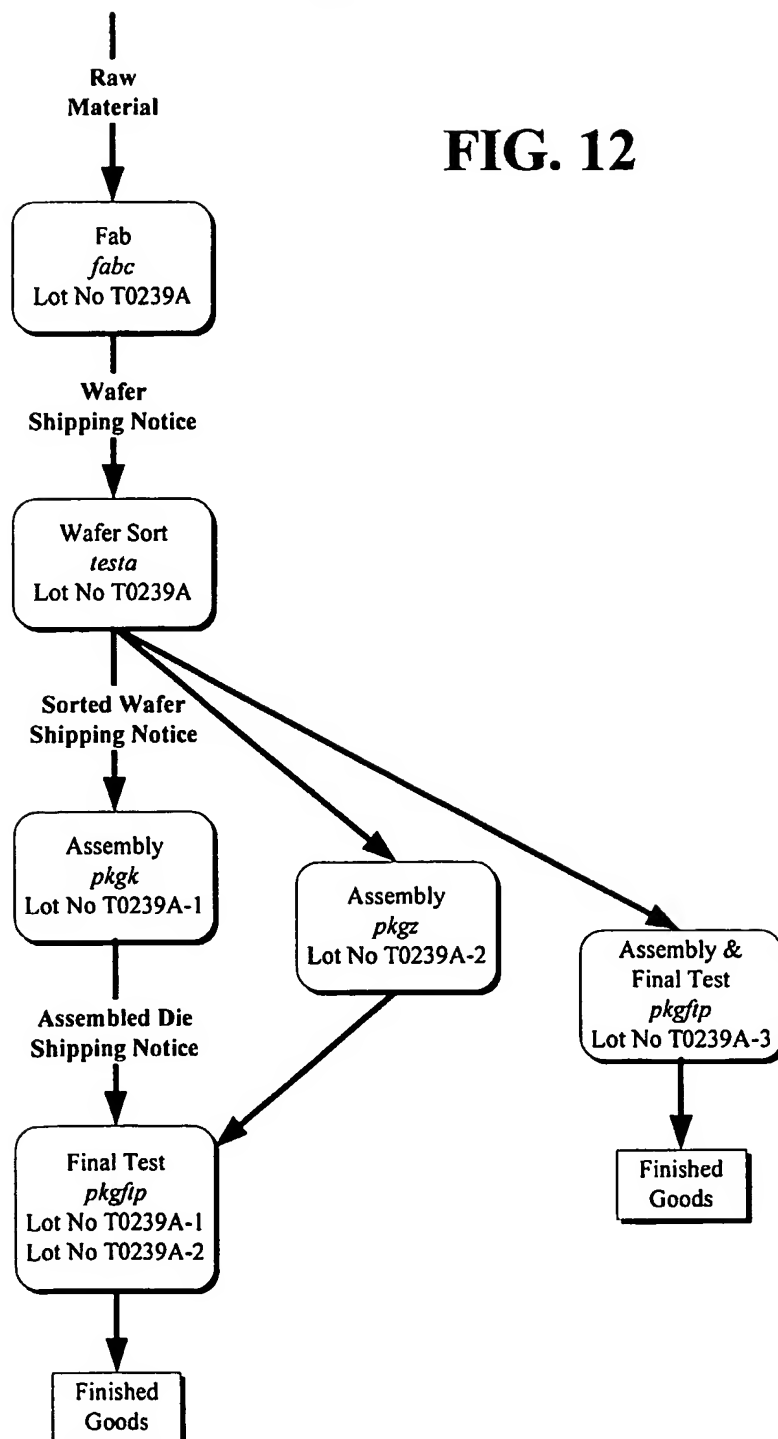 FIG. 12
Raw
Material
Fab
fabc
Lot No T0239A
Wafer
Shipping Notice
Wafer Sort
testa
Lot No T0239A
Sorted Wafer
Shipping Notice
Assembly
pkgk
Lot No T0239A-1
Assembly
pkgz
Lot No T0239A-2
Assembly &
Final Test
pkgftp
Lot No T0239A-3
Assembled Die
Shipping Notice
Final Test
pkgftp
Lot No T0239A-1
Lot No T0239A-2
Finished
Goods
Finished
Goods